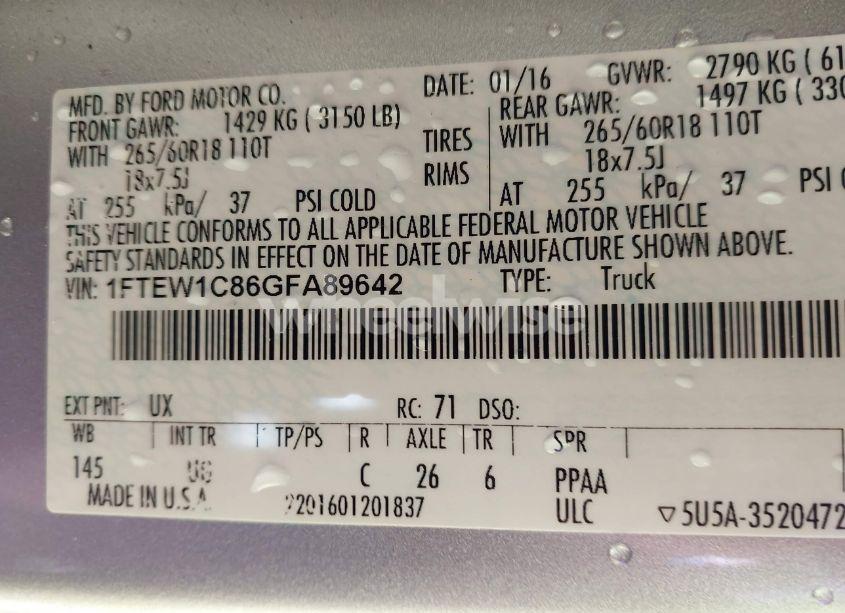 MFD. BY FORD MOTOR CO.
DATE: 01/16 GVWR: 2790 KG ( 61
FRONT GAWR: 1429 KG ( 3150 LB)
REAR GAWR: 1497 KG ( 330
WITH 265/60R18 110T TIRES WITH 265/60R18 110T
18x7.5J RIMS 18x7.5J
AT 255 kPa/ 37 PSI COLD AT 255 kPa/ 37 PSI
THIS VEHICLE CONFORMS TO ALL APPLICABLE FEDERAL MOTOR VEHICLE
SAFETY STANDARDS IN EFFECT ON THE DATE OF MANUFACTURE SHOWN ABOVE.
VIN: 1FTEW1C86GFA89642 TYPE: Truck
wheelwise
EXT PNT: UX RC: 71 DSO:
WB INT TR TP/PS R AXLE TR SPR
145 C 26 6 PPAA
MADE IN U.S.A. 201601201837 ULC 5U5A-3520472